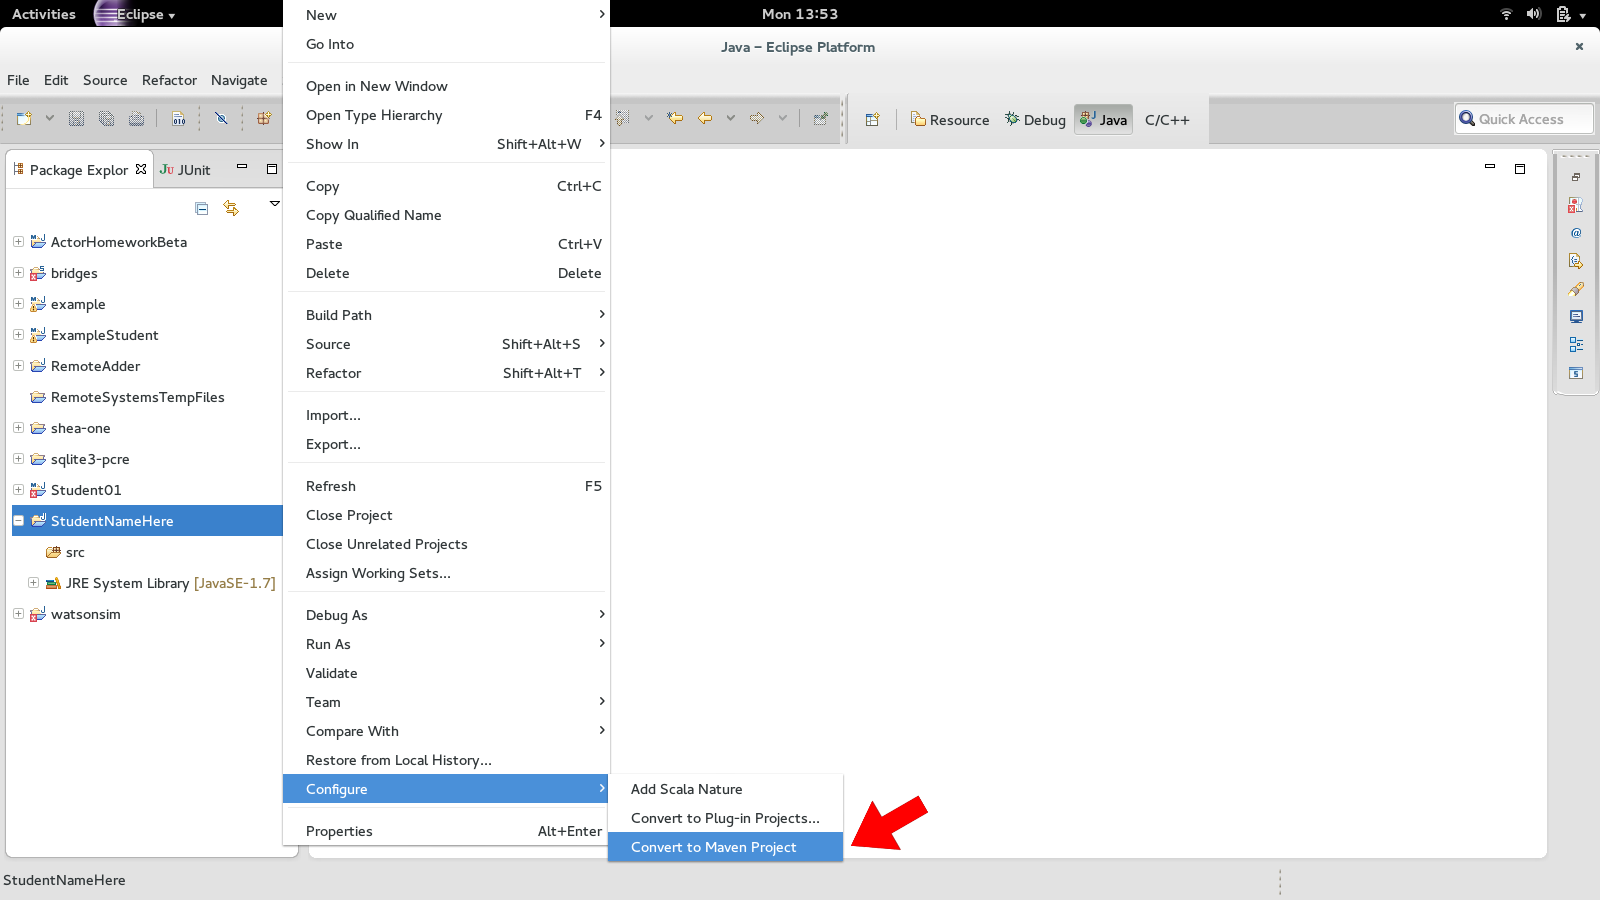 Activities Eclipse Mon 13:53
Java – Eclipse Platform
File Edit Source Refactor Navigate
Resource Debug Java C/C++ Quick Access
Package Explor JUnit
ActorHomeworkBeta
bridges
example
ExampleStudent
RemoteAdder
RemoteSystemsTempFiles
shea-one
sqlite3-pcre
Student01
StudentNameHere
src
JRE System Library [JavaSE-1.7]
watsonsim
New
Go Into
Open in New Window
Open Type Hierarchy F4
Show In Shift+Alt+W
Copy Ctrl+C
Copy Qualified Name
Paste Ctrl+V
Delete Delete
Build Path
Source Shift+Alt+S
Refactor Shift+Alt+T
Import...
Export...
Refresh F5
Close Project
Close Unrelated Projects
Assign Working Sets...
Debug As
Run As
Validate
Team
Compare With
Restore from Local History...
Configure
Properties Alt+Enter
Add Scala Nature
Convert to Plug-in Projects...
Convert to Maven Project
StudentNameHere